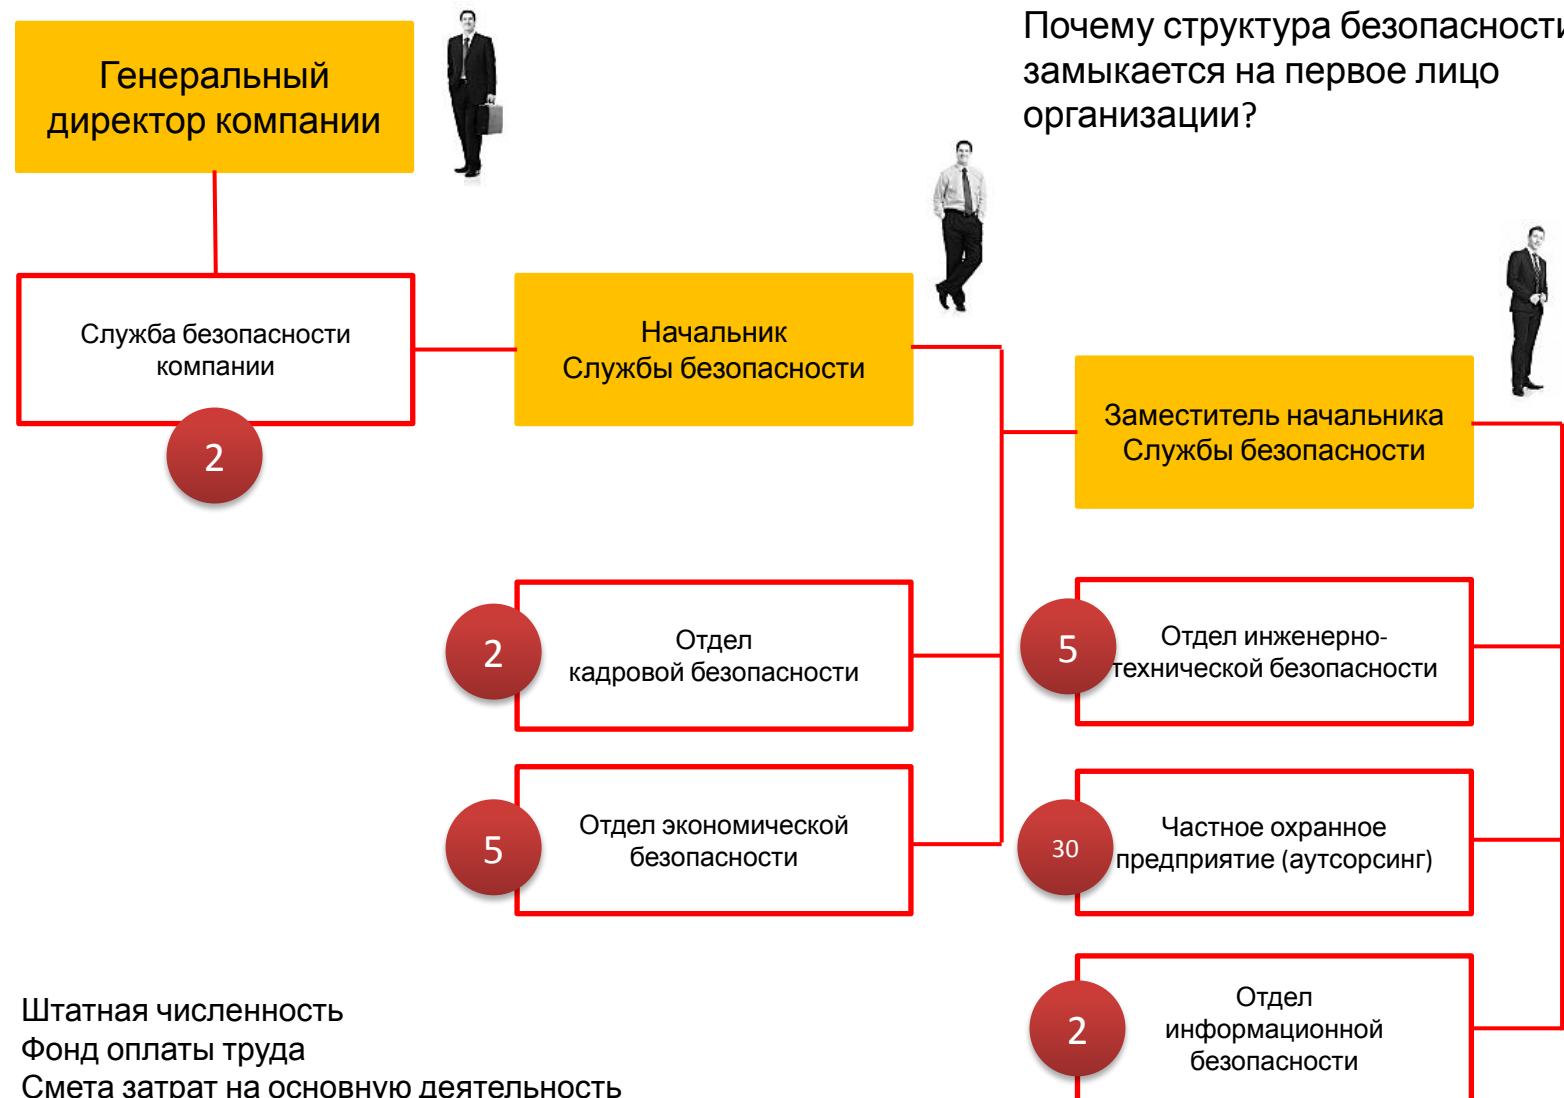 Почему структура безопасности
замыкается на первое лицо
организации?
Генеральный
директор компании
Служба безопасности
компании
2
Начальник
Службы безопасности
Заместитель начальника
Службы безопасности
2
Отдел
кадровой безопасности
5
Отдел инженерно-
технической безопасности
5
Отдел экономической
безопасности
30
Частное охранное
предприятие (аутсорсинг)
2
Отдел
информационной
безопасности
Штатная численность
Фонд оплаты труда
Смета затрат на основную деятельность